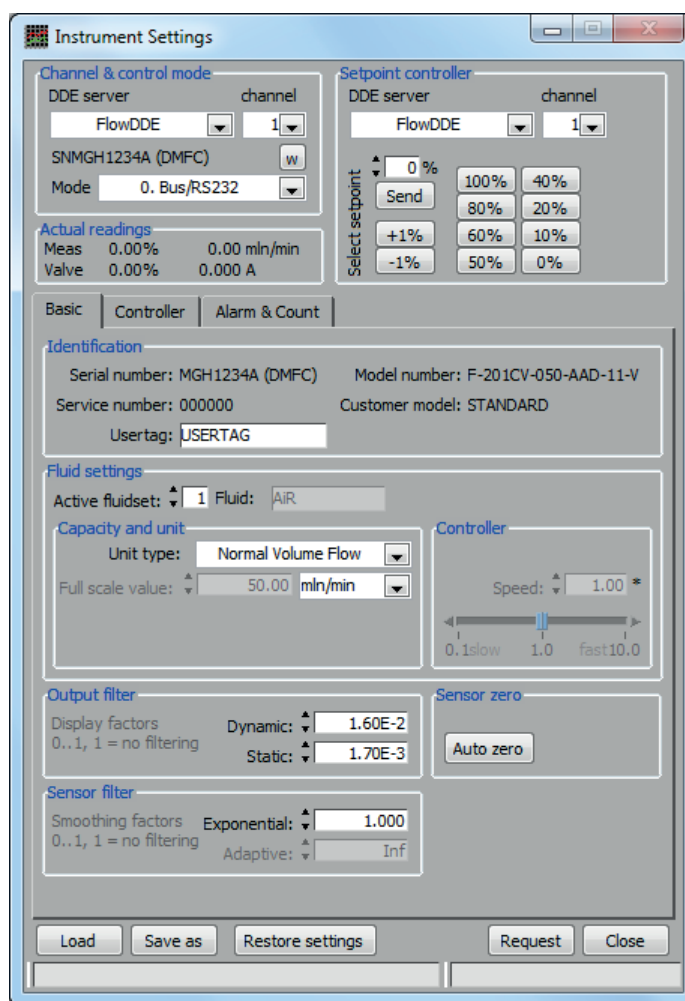 Instrument Settings
Channel & control mode
DDE server channel
FlowDDE 1
SNMGH1234A (DMFC) w
Mode 0. Bus/RS232
Setpoint controller
DDE server channel
FlowDDE 1
Select setpoint
0 %
Send
+1%
-1%
100% 40%
80% 20%
60% 10%
50% 0%
Actual readings
Meas 0.00% 0.00 mln/min
Valve 0.00% 0.000 A
Basic Controller Alarm & Count
Identification
Serial number: MGH1234A (DMFC) Model number: F-201CV-050-AAD-11-V
Service number: 000000 Customer model: STANDARD
Usertag: USERTAG
Fluid settings
Active fluidset: 1 Fluid: AiR
Capacity and unit
Unit type: Normal Volume Flow
Full scale value: 50.00 mln/min
Controller
Speed: 1.00 *
0.1slow 1.0 fast10.0
Output filter
Display factors
0..1, 1 = no filtering
Dynamic: 1.60E-2
Static: 1.70E-3
Sensor zero
Auto zero
Sensor filter
Smoothing factors
0..1, 1 = no filtering
Exponential: 1.000
Adaptive: Inf
Load Save as Restore settings Request Close